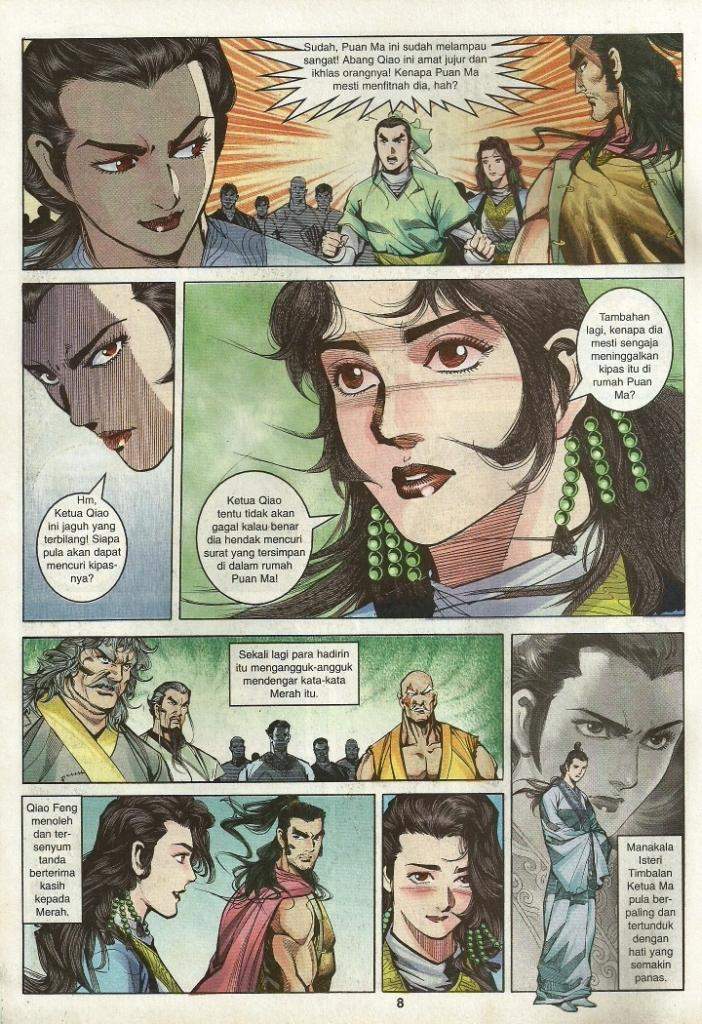 Sudah, Puan Ma ini sudah melampau
sangat! Abang Qiao ini amat jujur dan
ikhlas orangnya! Kenapa Puan Ma
mesti menfitnah dia, hah?
Hm,
Ketua Qiao
ini jaguh yang
terbilang! Siapa
pula akan dapat
mencuri kipas-
nya?
Tambahan
lagi, kenapa dia
mesti sengaja
meninggalkan
kipas itu di
rumah Puan
Ma?
Ketua Qiao
tentu tidak akan
gagal kalau benar
dia hendak mencuri
surat yang tersimpan
di dalam rumah
Puan Ma!
Sekali lagi para hadirin
itu mengangguk-angguk
mendengar kata-kata
Merah itu.
Qiao Feng
menoleh
dan ter-
senyum
tanda
berterima
kasih
kepada
Merah.
Manakala
Isteri
Timbalan
Ketua Ma
pula ber-
paling dan
tertunduk
dengan
hati yang
semakin
panas.
8